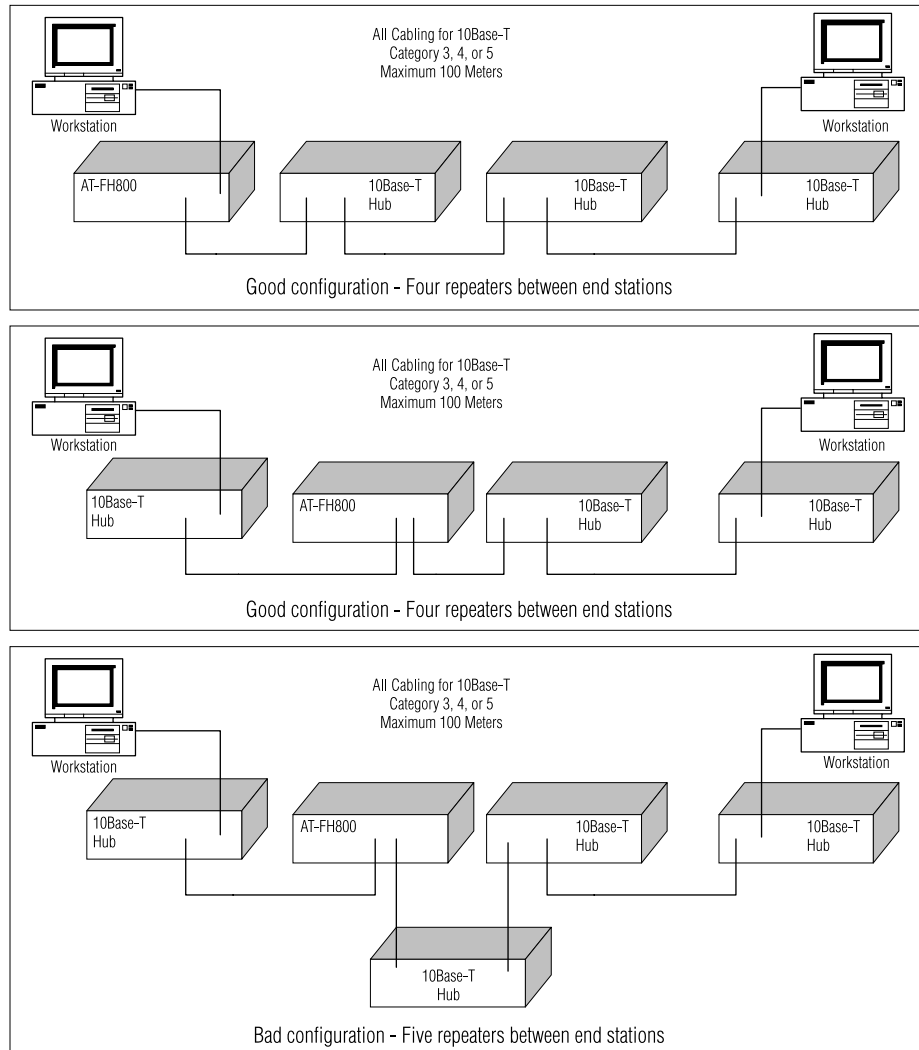 All Cabling for 10Base-T
Category 3, 4, or 5
Maximum 100 Meters
Workstation
Workstation
AT-FH800
10Base-T
Hub
10Base-T
Hub
10Base-T
Hub
Good configuration - Four repeaters between end stations
All Cabling for 10Base-T
Category 3, 4, or 5
Maximum 100 Meters
Workstation
Workstation
10Base-T
Hub
AT-FH800
10Base-T
Hub
10Base-T
Hub
Good configuration - Four repeaters between end stations
All Cabling for 10Base-T
Category 3, 4, or 5
Maximum 100 Meters
Workstation
Workstation
10Base-T
Hub
AT-FH800
10Base-T
Hub
10Base-T
Hub
10Base-T
Hub
Bad configuration - Five repeaters between end stations